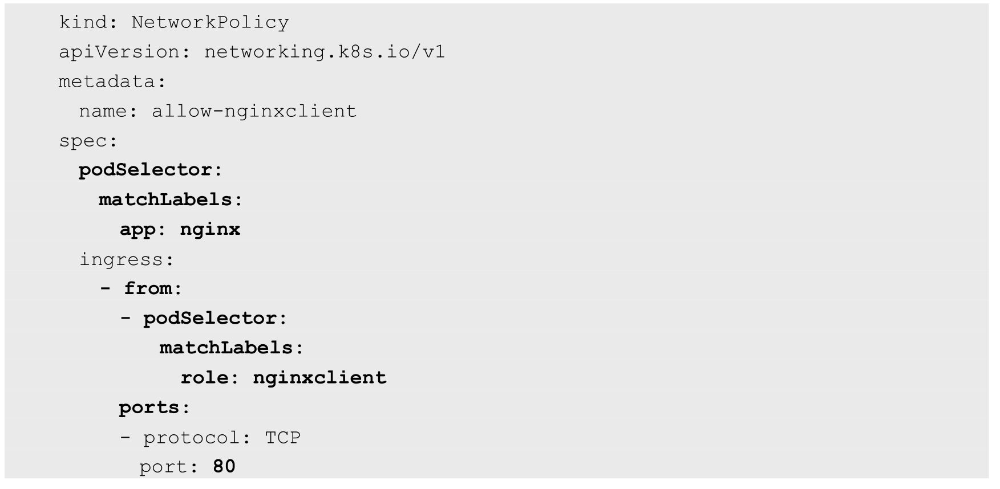 kind: NetworkPolicy
apiVersion: networking.k8s.io/v1
metadata:
  name: allow-nginxclient
spec:
  podSelector:
    matchLabels:
      app: nginx
  ingress:
    - from:
      - podSelector:
          matchLabels:
            role: nginxclient
      ports:
      - protocol: TCP
        port: 80